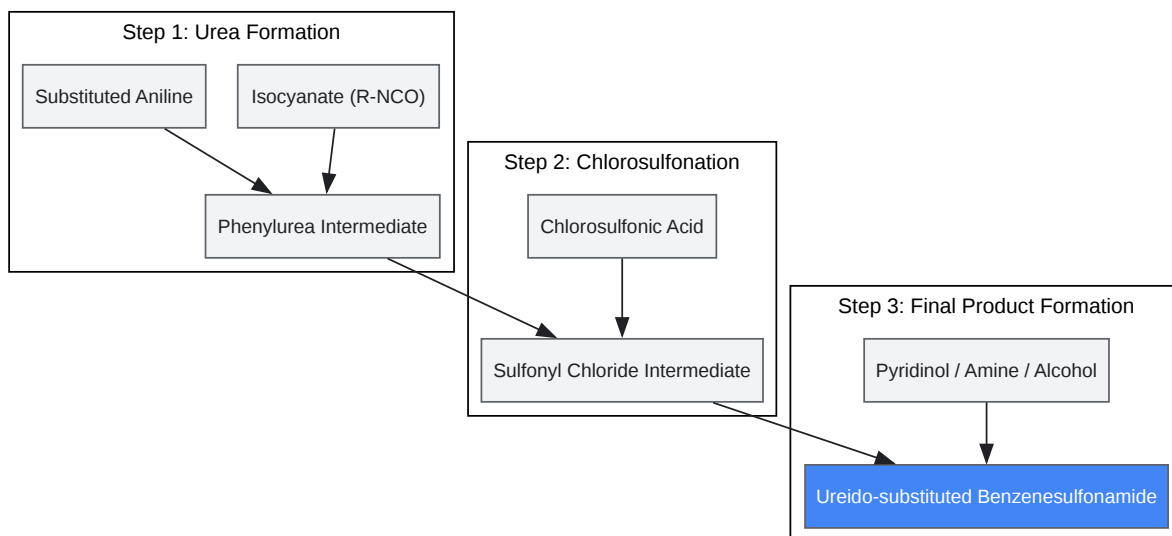 Step 1: Urea Formation
Substituted Aniline
Isocyanate (R-NCO)
Phenylurea Intermediate
Step 2: Chlorosulfonation
Chlorosulfonic Acid
Sulfonyl Chloride Intermediate
Step 3: Final Product Formation
Pyridinol / Amine / Alcohol
Ureido-substituted Benzenesulfonamide